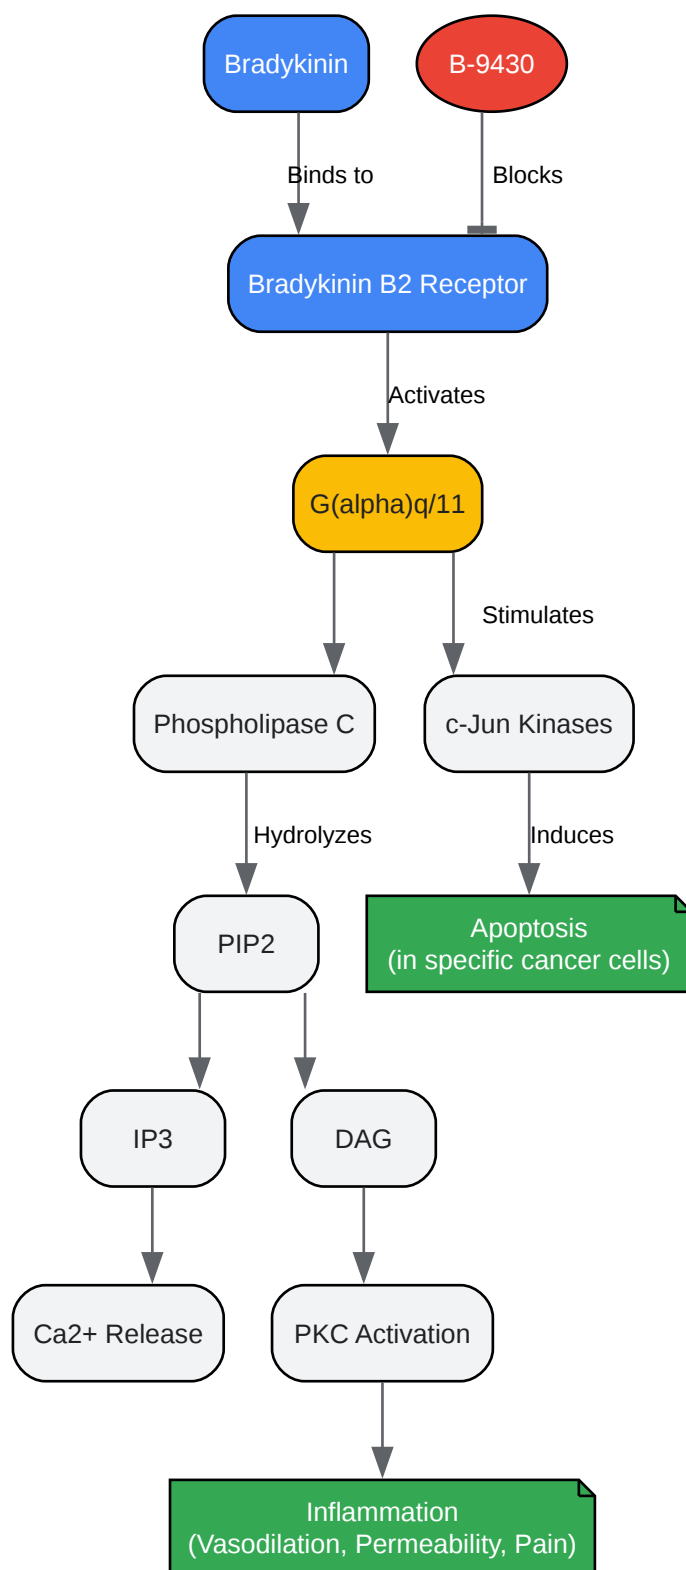 Bradykinin
B-9430
Binds to
Blocks
Bradykinin B2 Receptor
Activates
G(alpha)q/11
Stimulates
Phospholipase C
c-Jun Kinases
Hydrolyzes
Induces
PIP2
Apoptosis
(in specific cancer cells)
IP3
DAG
Ca2+ Release
PKC Activation
Inflammation
(Vasodilation, Permeability, Pain)